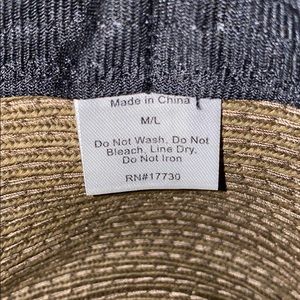 Made in China
M/L
Do Not Wash, Do Not
Bleach, Line Dry,
Do Not Iron
RN#17730